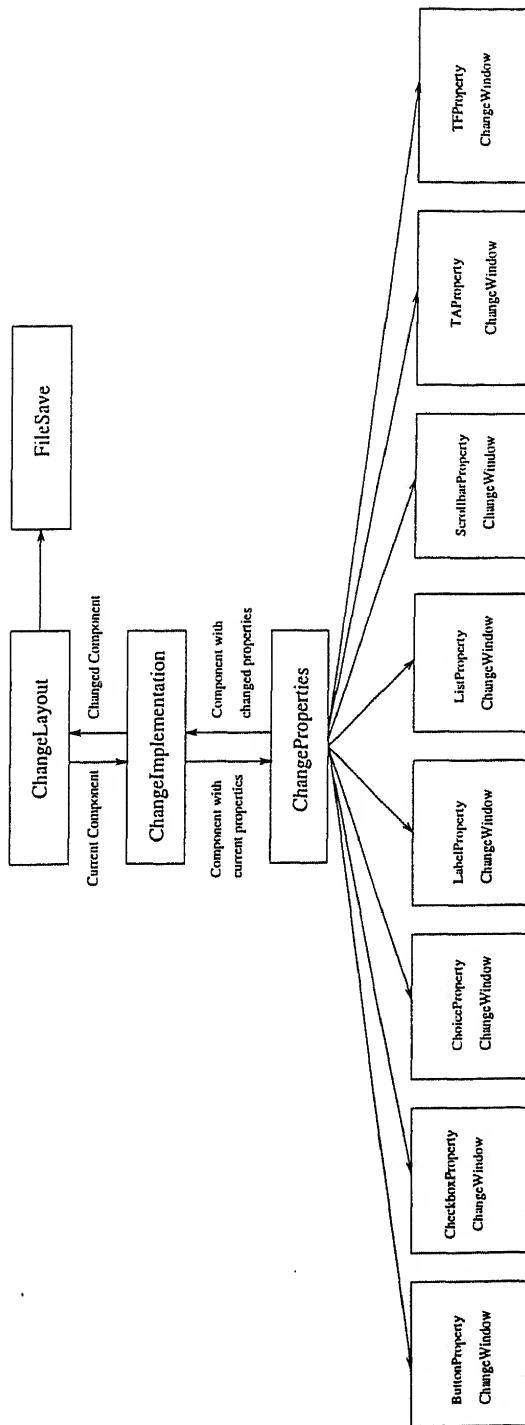 FileSave
ChangeLayout
Current Component
Changed Component
ChangeImplementation
Component with
current properties
Component with
changed properties
ChangeProperties
ButtonProperty
ChangeWindow
CheckboxProperty
ChangeWindow
ChoiceProperty
ChangeWindow
LabelProperty
ChangeWindow
ListProperty
ChangeWindow
ScrollbarProperty
ChangeWindow
TAProperty
ChangeWindow
TFProperty
ChangeWindow